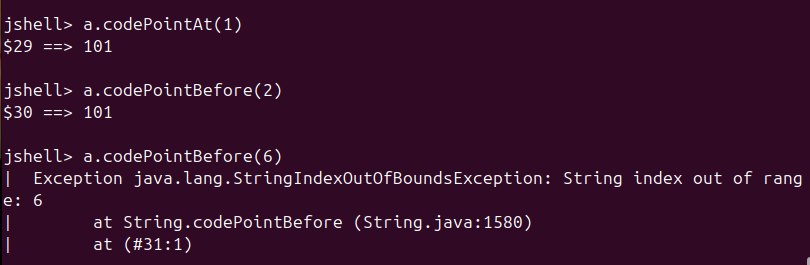 jshell> a.codePointAt(1)
$29 ==> 101
jshell> a.codePointBefore(2)
$30 ==> 101
jshell> a.codePointBefore(6)
|  Exception java.lang.StringIndexOutOfBoundsException: String index out of rang
e: 6
|        at String.codePointBefore (String.java:1580)
|        at (#31:1)